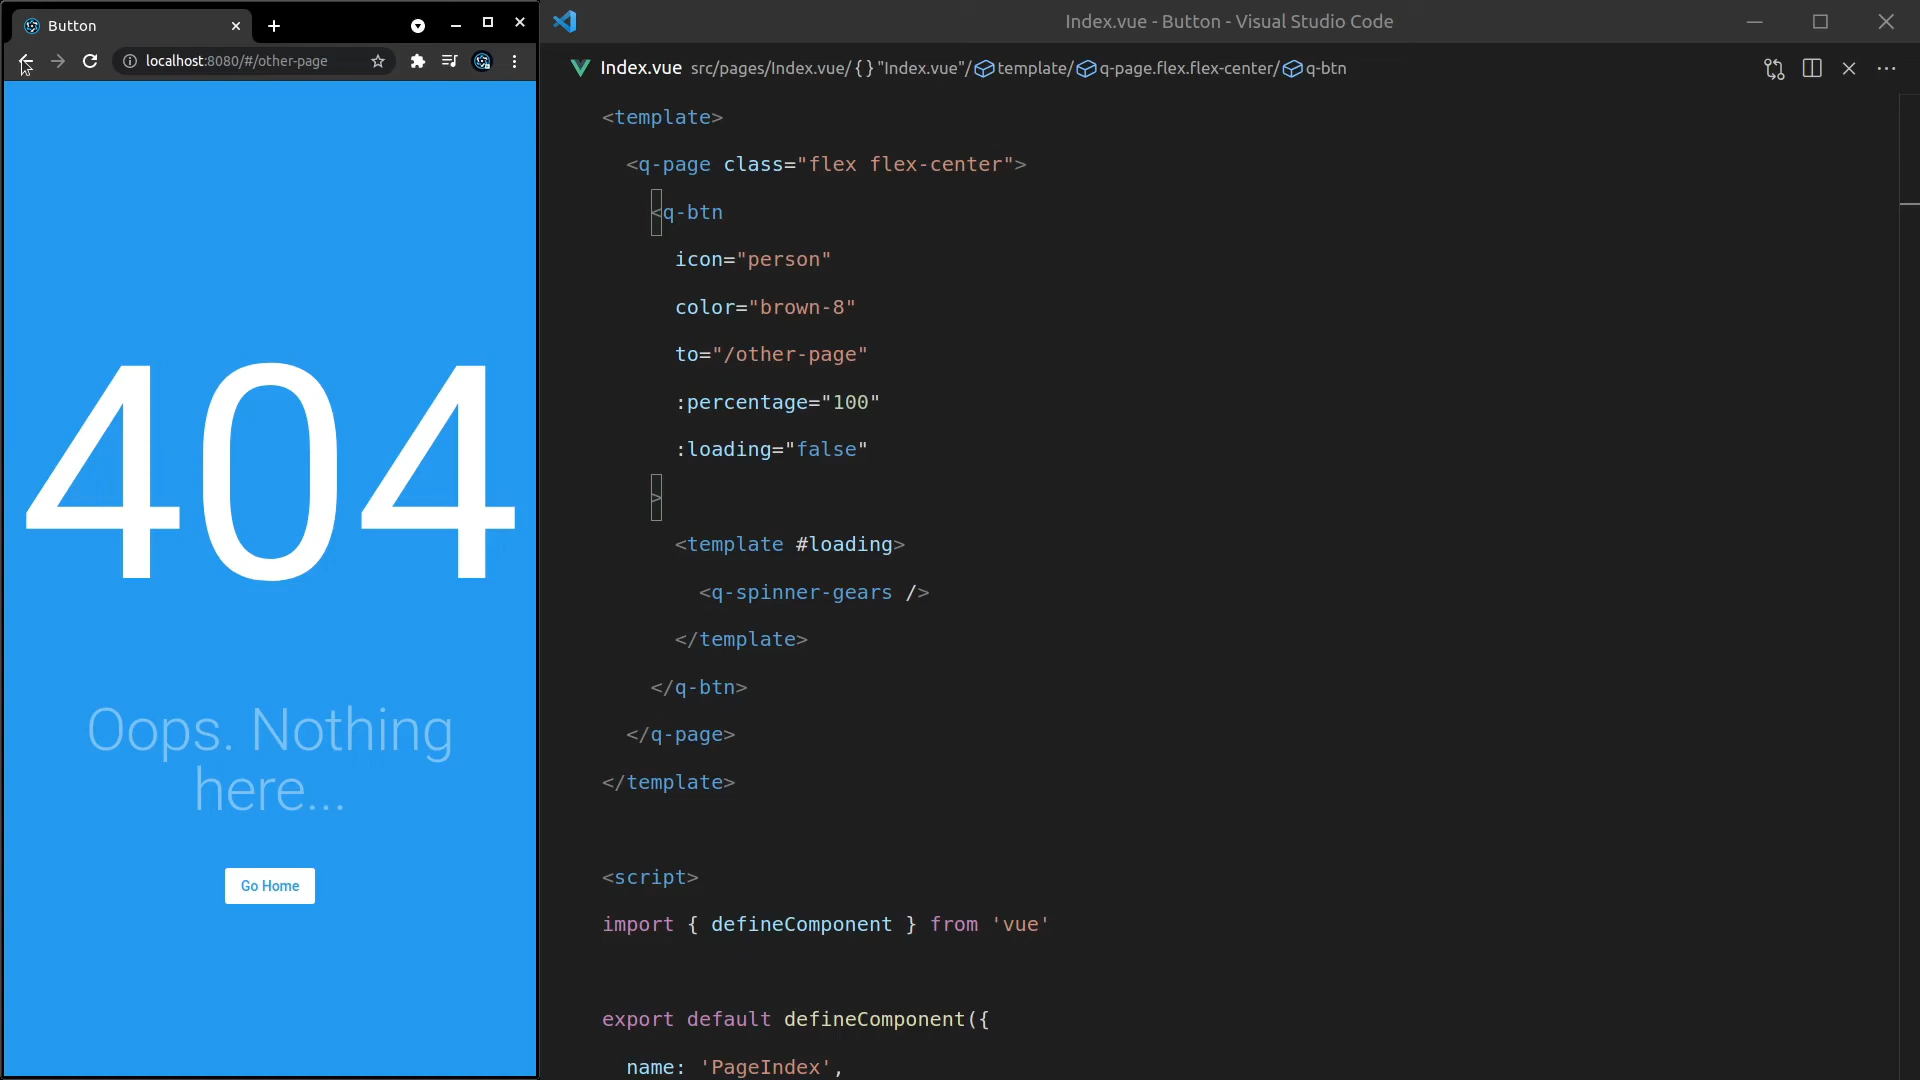 Button
localhost:8080/#/other-page
404
Oops. Nothing
here...
Go Home
Index.vue - Button - Visual Studio Code
Index.vue src/pages/Index.vue/{}"Index.vue"/template/q-page.flex.flex-center/q-btn
<template>
<q-page class="flex flex-center">
<q-btn
icon="person"
color="brown-8"
to="/other-page"
:percentage="100"
:loading="false"
>
<template #loading>
<q-spinner-gears />
</template>
</q-btn>
</q-page>
</template>
<script>
import { defineComponent } from 'vue'
export default defineComponent({
name: 'PageIndex',